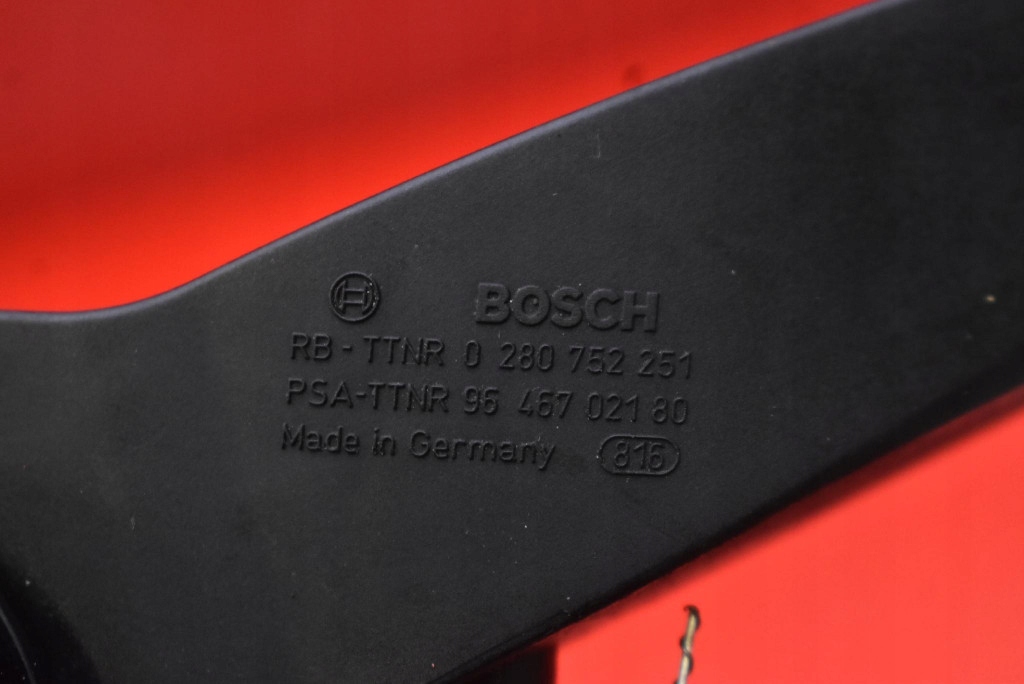 BOSCH
RB - TTNR 0 280 752 251
PSA-TTNR 96 467 021 80
Made in Germany 816